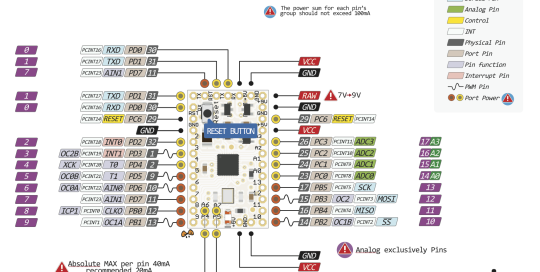 The power sum for each pin's
group should not exceed 100mA
Analog Pin
Control
INT
Physical Pin
Port Pin
Pin function
Interrupt Pin
PWM Pin
Port Power
0 PCINT16 RXD PD0 30
1 PCINT17 TXD PD1 31
7 PCINT23 AIN1 PD7 11
VCC
GND
1 PCINT17 TXD PD1 31
0 PCINT16 RXD PD0 30
PCINT14 RESET PC6 29
GND
2 PCINT18 INT0 PD2 32
3 OC2B PCINT19 INT1 PD3 1
4 XCK PCINT20 T0 PD4 2
5 OC0B PCINT21 T1 PD5 9
6 OC0A PCINT22 AIN0 PD6 10
7 PCINT23 AIN1 PD7 11
8 ICP1 PCINT0 CLKO PB0 12
9 PCINT1 OC1A PB1 13
RESET BUTTON
RAW 7V÷9V
GND
29 PC6 RESET PCINT14
VCC
26 PC3 PCINT11 ADC3 17 A3
25 PC2 PCINT10 ADC2 16 A2
24 PC1 PCINT9 ADC1 15 A1
23 PC0 PCINT8 ADC0 14 A0
17 PB5 PCINT5 SCK 13
15 PB3 OC2 PCINT3 MOSI 12
16 PB4 PCINT4 MISO 11
14 PB2 OC1B PCINT2 SS 10
GND
VCC
Analog exclusively Pins
Absolute MAX per pin 40mA
recommended 20mA